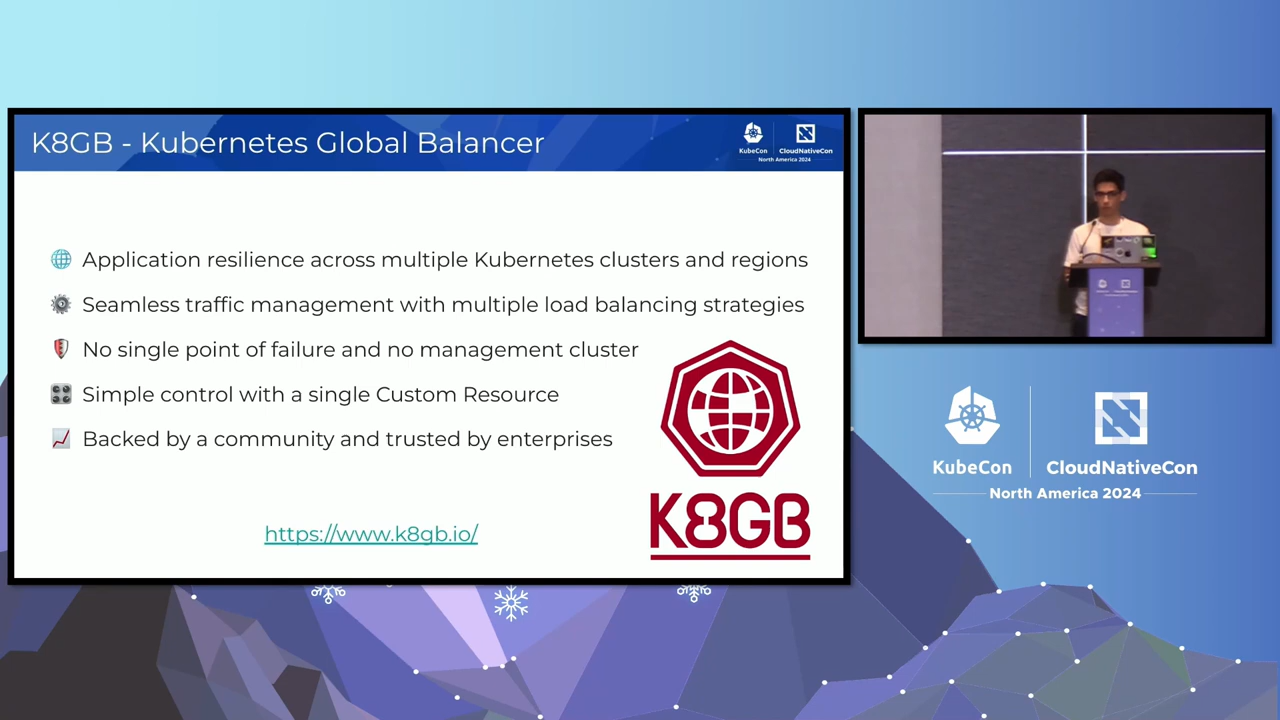 K8GB - Kubernetes Global Balancer
KubeCon
CloudNativeCon
North America 2024
Application resilience across multiple Kubernetes clusters and regions
Seamless traffic management with multiple load balancing strategies
No single point of failure and no management cluster
Simple control with a single Custom Resource
Backed by a community and trusted by enterprises
https://www.k8gb.io/
K8GB
KubeCon
CloudNativeCon
North America 2024